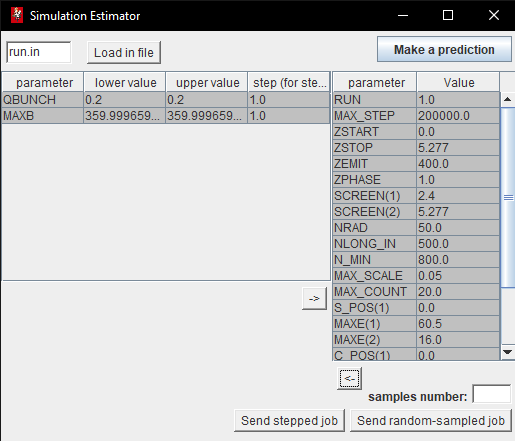 Simulation Estimator
run.in Load in file Make a prediction
parameter lower value upper value step (for ste...
QBUNCH 0.2 0.2 1.0
MAXB 359.999659... 359.999659... 1.0
parameter Value
RUN 1.0
MAX_STEP 200000.0
ZSTART 0.0
ZSTOP 5.277
ZEMIT 400.0
ZPHASE 1.0
SCREEN(1) 2.4
SCREEN(2) 5.277
NRAD 50.0
NLONG_IN 500.0
N_MIN 800.0
MAX_SCALE 0.05
MAX_COUNT 20.0
S_POS(1) 0.0
MAXE(1) 60.5
MAXE(2) 16.0
C_POS(1) 0.0
->
<-
samples number:
Send stepped job Send random-sampled job